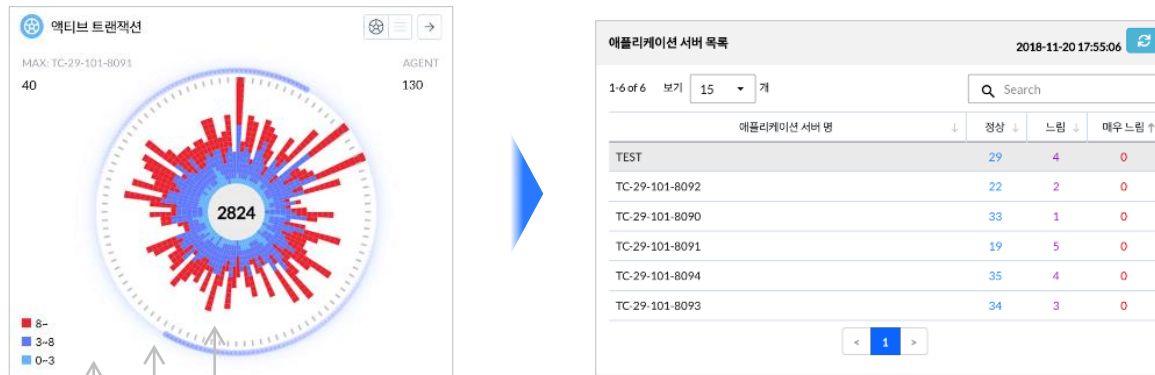 액티브 트랜잭션
MAX: TC-29-101-8091
AGENT
40
130
2824
8~
3~8
0~3
애플리케이션 서버 목록
2018-11-20 17:55:06
1-6 of 6 보기 15 개
Search
애플리케이션 서버 명 정상 느림 매우 느림
TEST 29 4 0
TC-29-101-8092 22 2 0
TC-29-101-8090 33 1 0
TC-29-101-8091 19 5 0
TC-29-101-8094 35 4 0
TC-29-101-8093 34 3 0
< 1 >